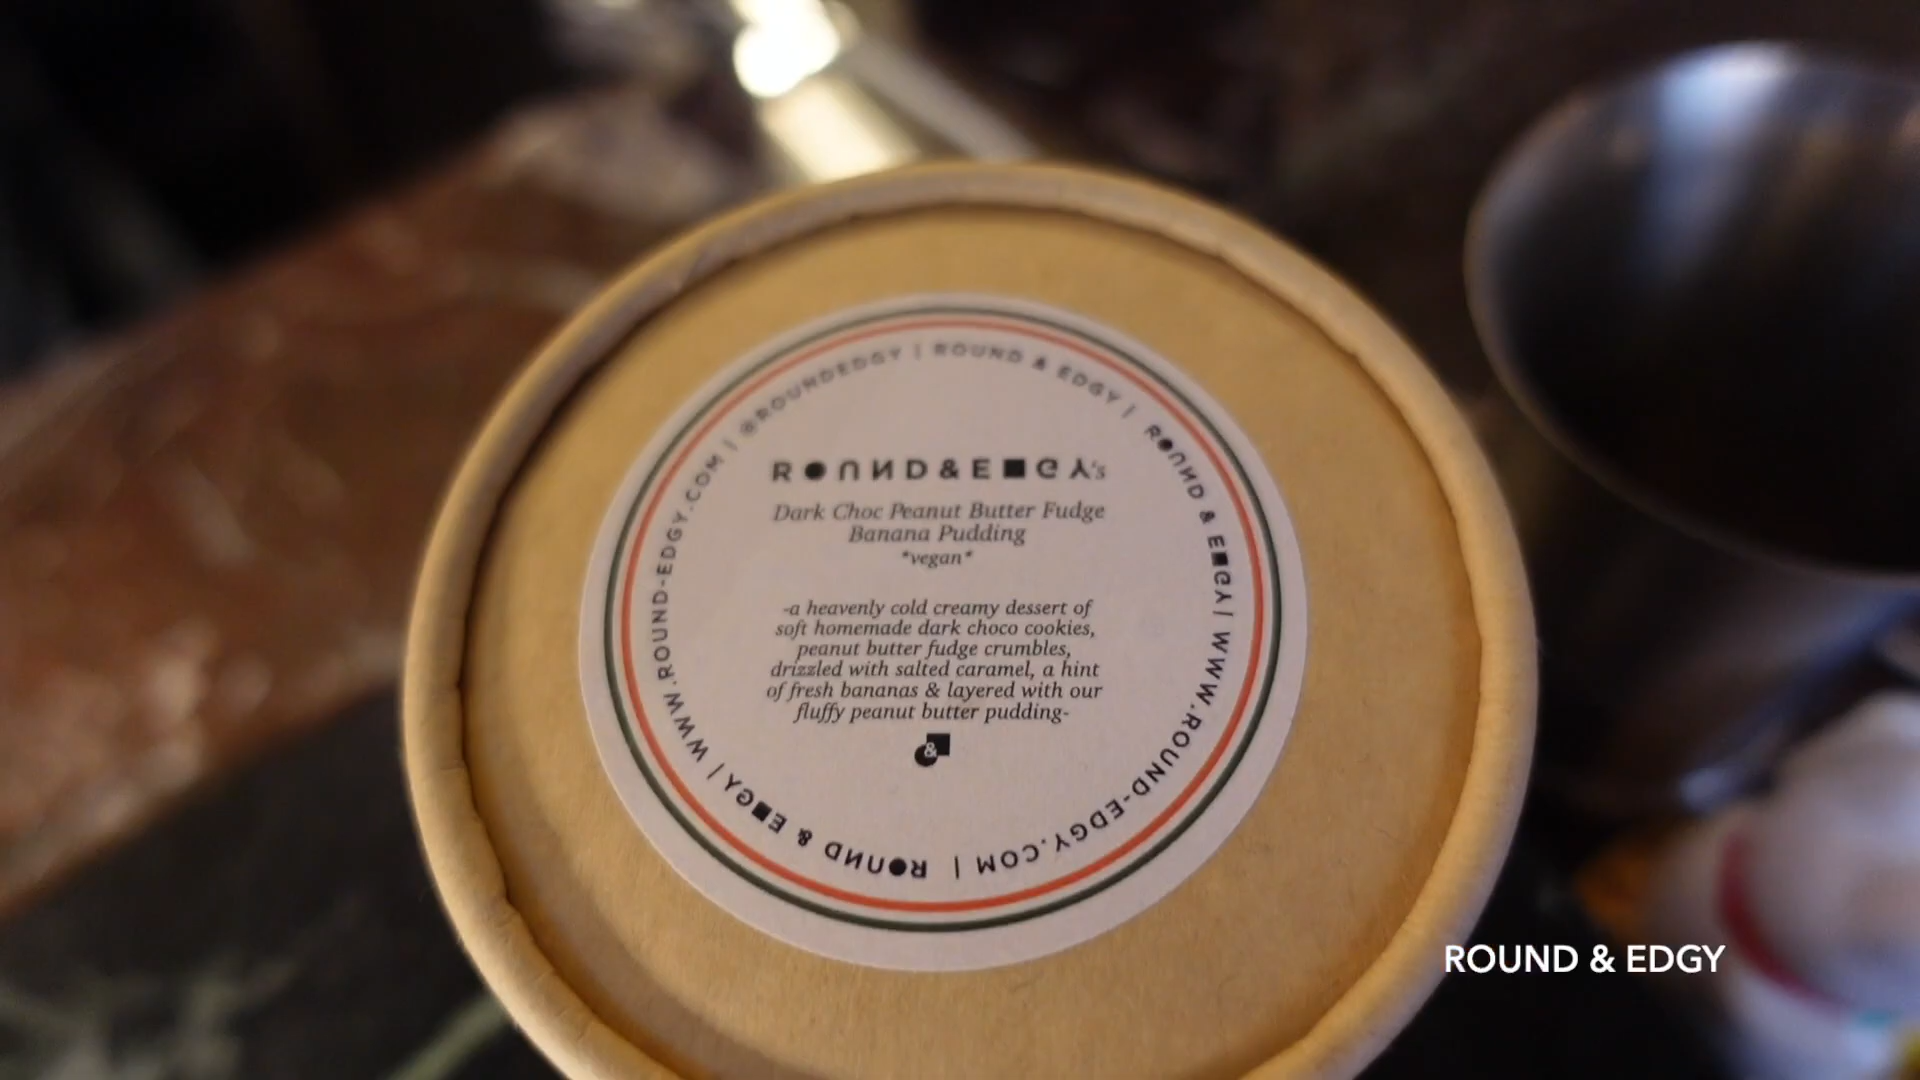 @ROUNDEDGY | ROUND & EDGY | ROUND & EDGY | WWW.ROUND-EDGY.COM | ROUND & EDGY | WWW.ROUND-EDGY.COM |
ROUND&EDGY's
Dark Choc Peanut Butter Fudge
Banana Pudding
*vegan*
-a heavenly cold creamy dessert of
soft homemade dark choco cookies,
peanut butter fudge crumbles,
drizzled with salted caramel, a hint
of fresh bananas & layered with our
fluffy peanut butter pudding-
&
ROUND & EDGY